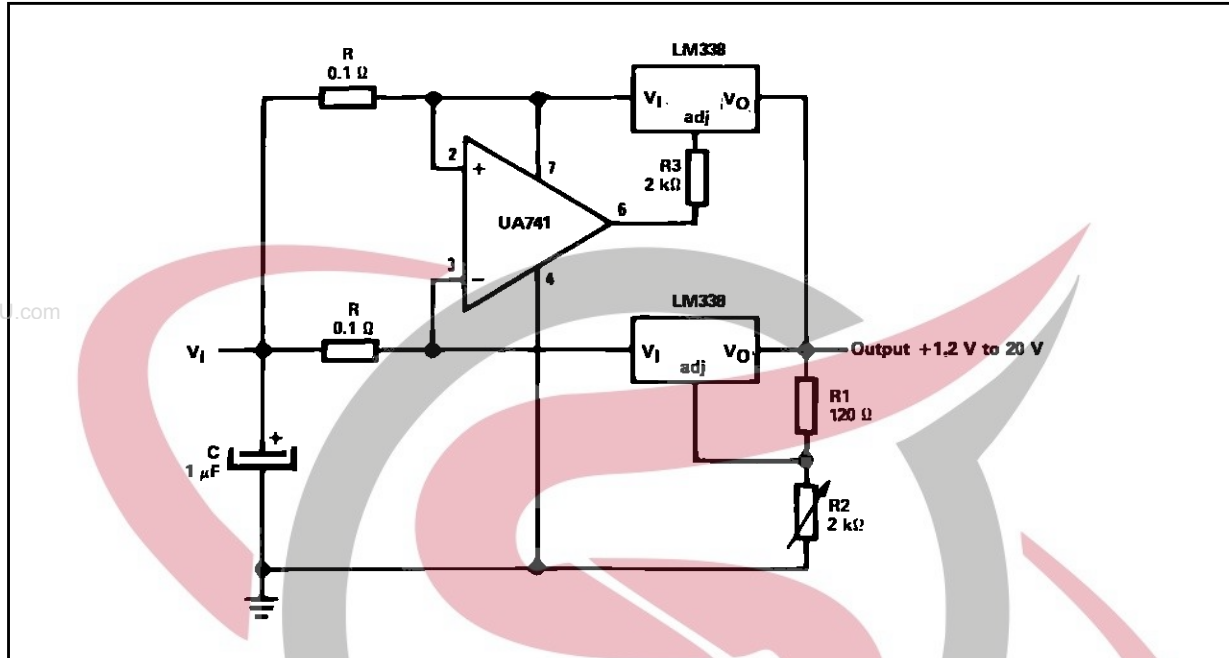 LM338
R
0.1 Ω
VI
VO
adj
2
+
7
R3
2 kΩ
6
UA741
3
−
4
LM338
R
0.1 Ω
U.com
VI
VI
VO
Output +1.2 V to 20 V
adj
R1
120 Ω
C
+
1 μF
R2
2 kΩ